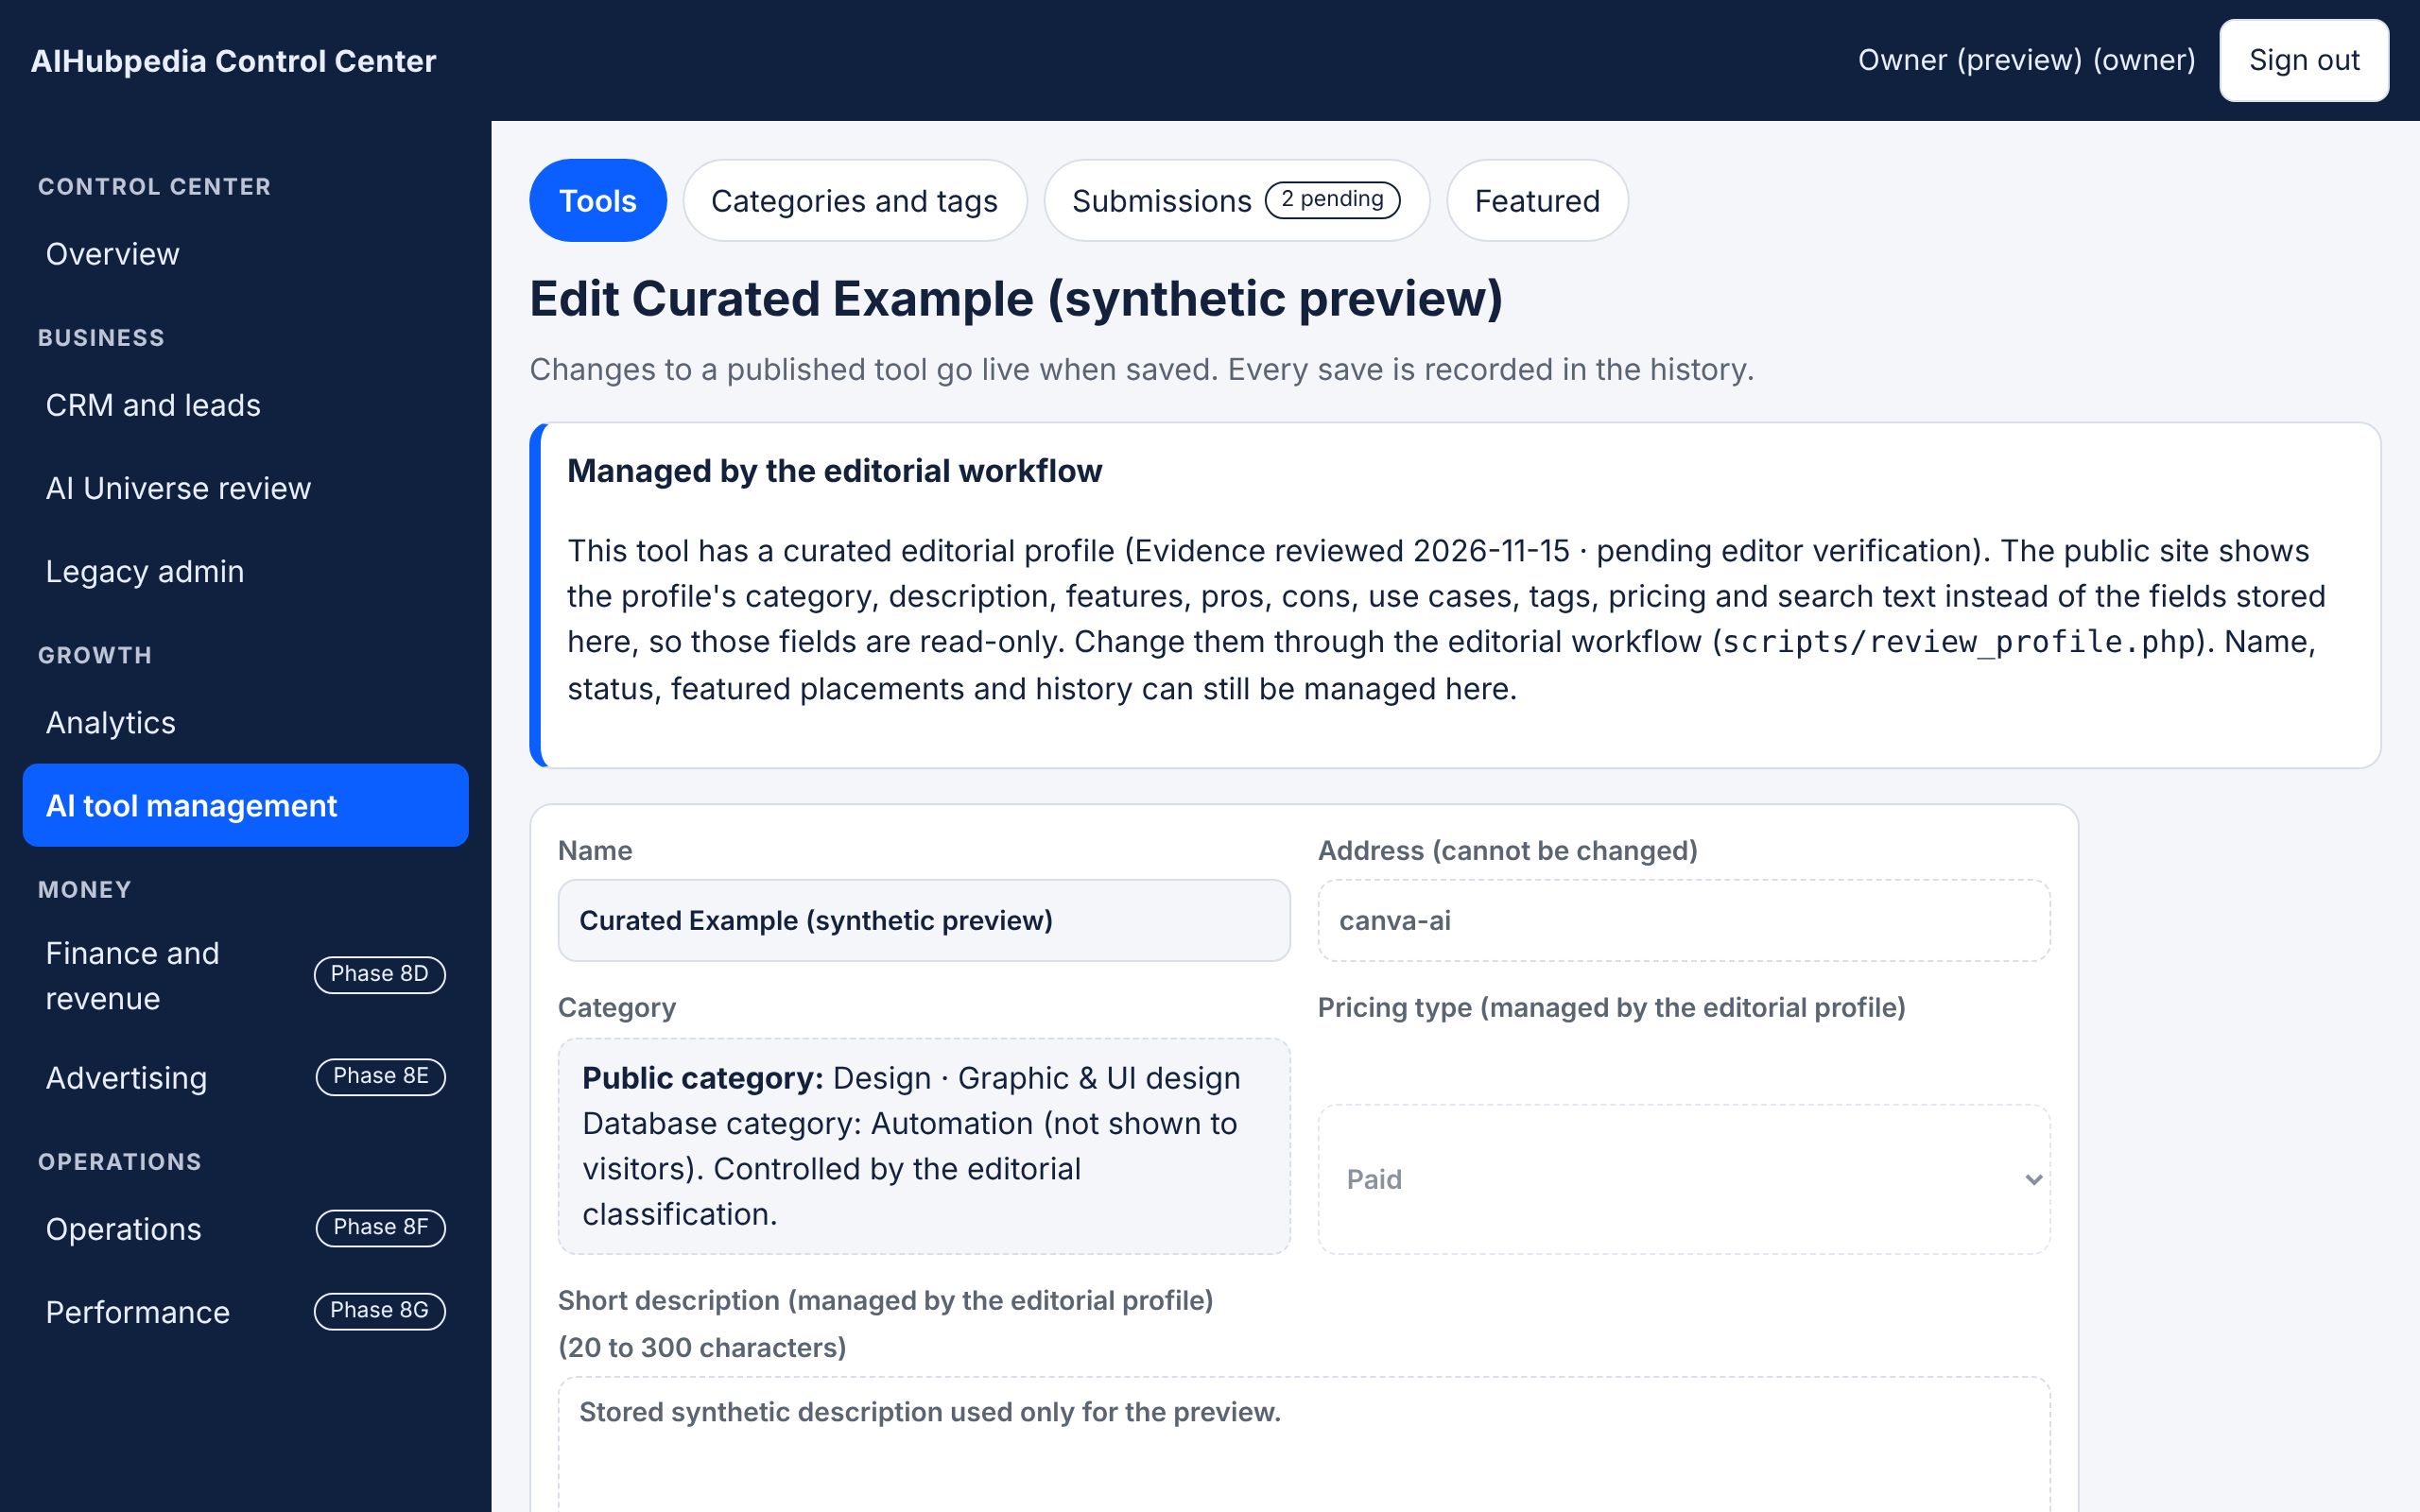 AIHubpedia Control Center
Owner (preview) (owner)
Sign out
CONTROL CENTER
Overview
BUSINESS
CRM and leads
AI Universe review
Legacy admin
GROWTH
Analytics
AI tool management
MONEY
Finance and
revenue
Phase 8D
Advertising
Phase 8E
OPERATIONS
Operations
Phase 8F
Performance
Phase 8G
Tools
Categories and tags
Submissions
2 pending
Featured
Edit Curated Example (synthetic preview)
Changes to a published tool go live when saved. Every save is recorded in the history.
Managed by the editorial workflow
This tool has a curated editorial profile (Evidence reviewed 2026-11-15 · pending editor verification). The public site shows
the profile's category, description, features, pros, cons, use cases, tags, pricing and search text instead of the fields stored
here, so those fields are read-only. Change them through the editorial workflow (scripts/review_profile.php). Name,
status, featured placements and history can still be managed here.
Name
Curated Example (synthetic preview)
Address (cannot be changed)
canva-ai
Category
Public category: Design · Graphic & UI design
Database category: Automation (not shown to
visitors). Controlled by the editorial
classification.
Pricing type (managed by the editorial profile)
Paid
Short description (managed by the editorial profile)
(20 to 300 characters)
Stored synthetic description used only for the preview.